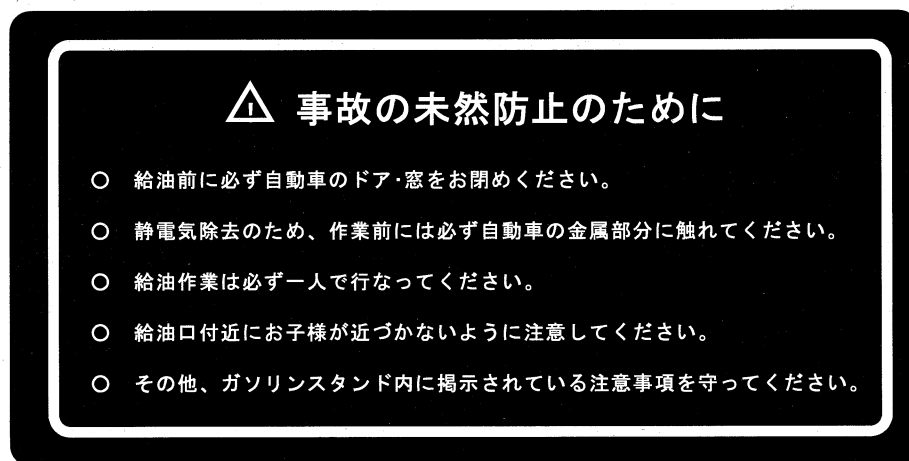 ⚠ 事故の未然防止のために
○ 給油前に必ず自動車のドア・窓をお閉めください。
○ 静電気除去のため、作業前には必ず自動車の金属部分に触れてください。
○ 給油作業は必ず一人で行なってください。
○ 給油口付近にお子様が近づかないように注意してください。
○ その他、ガソリンスタンド内に掲示されている注意事項を守ってください。